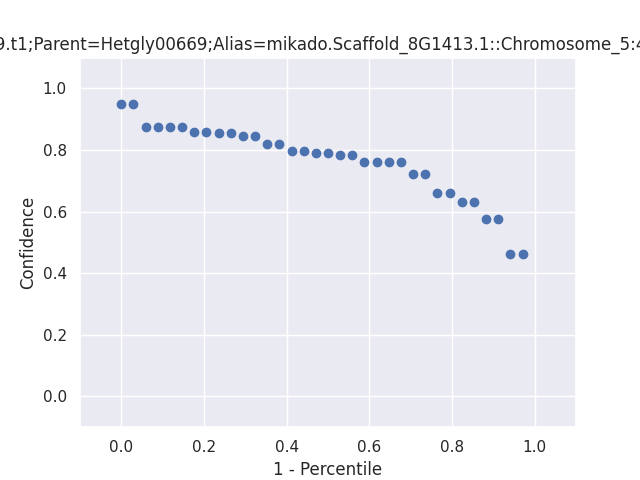 9.t1;Parent=Hetgly00669;Alias=mikado.Scaffold_8G1413.1::Chromosome_5:4
1.0
0.8
0.6
0.4
0.2
0.0
Confidence
0.0 0.2 0.4 0.6 0.8 1.0
1 - Percentile